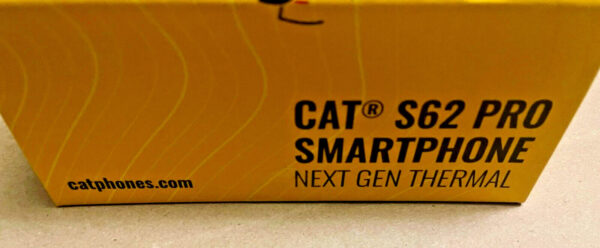 CAT® S62 PRO
SMARTPHONE
NEXT GEN THERMAL
catphones.com